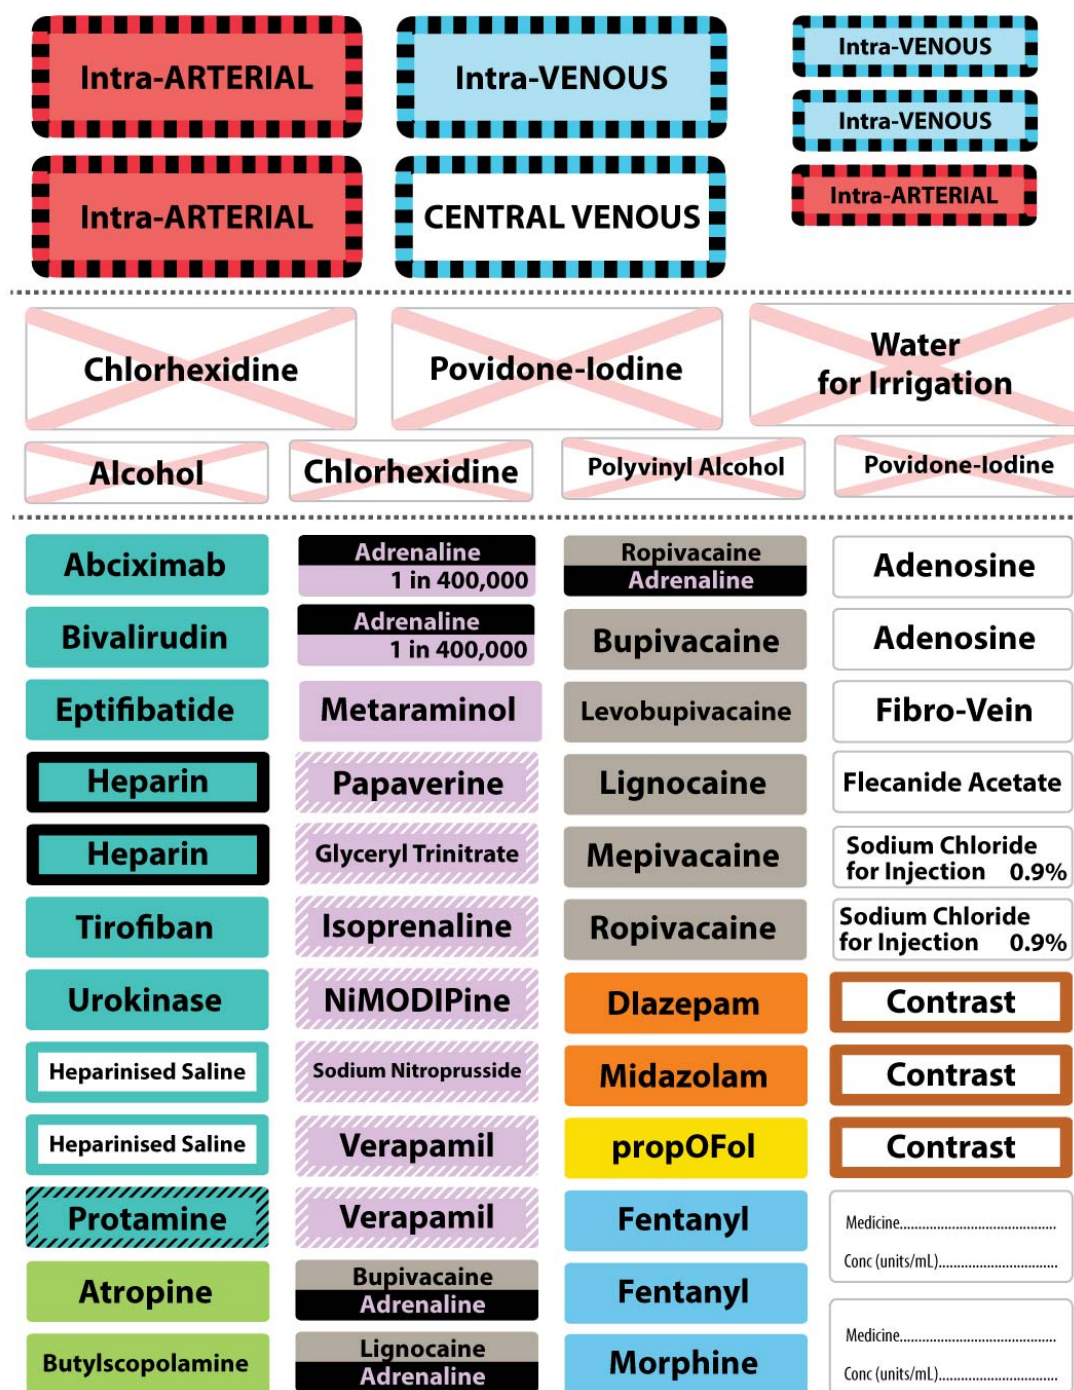 Intra-ARTERIAL
Intra-VENOUS
Intra-VENOUS
Intra-VENOUS
Intra-ARTERIAL
CENTRAL VENOUS
Intra-ARTERIAL
Chlorhexidine
Povidone-Iodine
Water
for Irrigation
Alcohol
Chlorhexidine
Polyvinyl Alcohol
Povidone-Iodine
Abciximab
Bivalirudin
Eptifibatide
Heparin
Heparin
Tirofiban
Urokinase
Heparinised Saline
Heparinised Saline
Protamine
Atropine
Butylscopolamine
Adrenaline
1 in 400,000
Adrenaline
1 in 400,000
Metaraminol
Papaverine
Glyceryl Trinitrate
Isoprenaline
NiMODIPine
Sodium Nitroprusside
Verapamil
Verapamil
Bupivacaine
Adrenaline
Lignocaine
Adrenaline
Ropivacaine
Adrenaline
Bupivacaine
Levobupivacaine
Lignocaine
Mepivacaine
Ropivacaine
DIazepam
Midazolam
propOFol
Fentanyl
Fentanyl
Morphine
Adenosine
Adenosine
Fibro-Vein
Flecanide Acetate
Sodium Chloride
for Injection 0.9%
Sodium Chloride
for Injection 0.9%
Contrast
Contrast
Contrast
Medicine..........................................
Conc (units/mL)................................
Medicine..........................................
Conc (units/mL)................................